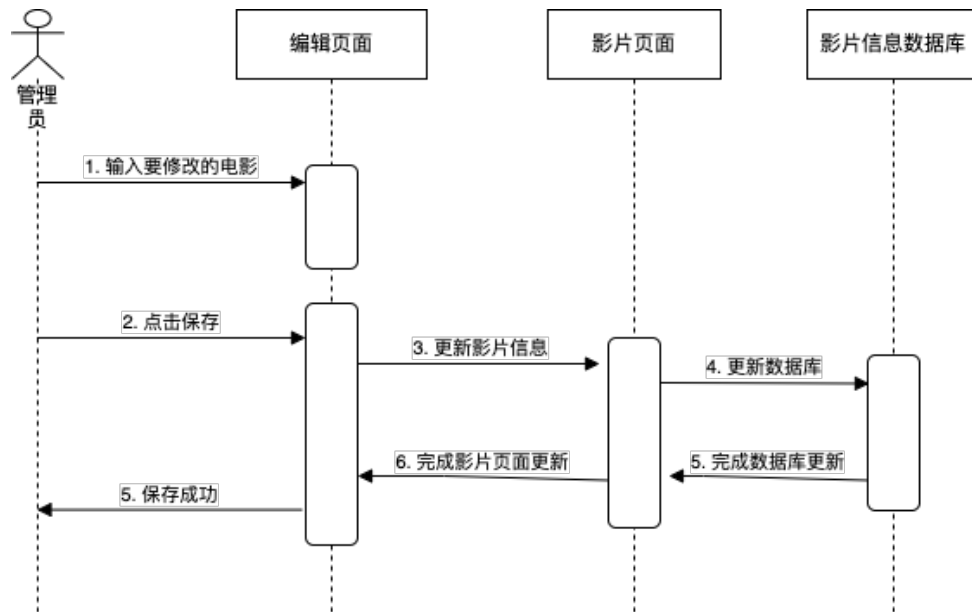 编辑页面
影片页面
影片信息数据库
管理
员
1. 输入要修改的电影
2. 点击保存
3. 更新影片信息
4. 更新数据库
6. 完成影片页面更新
5. 完成数据库更新
5. 保存成功